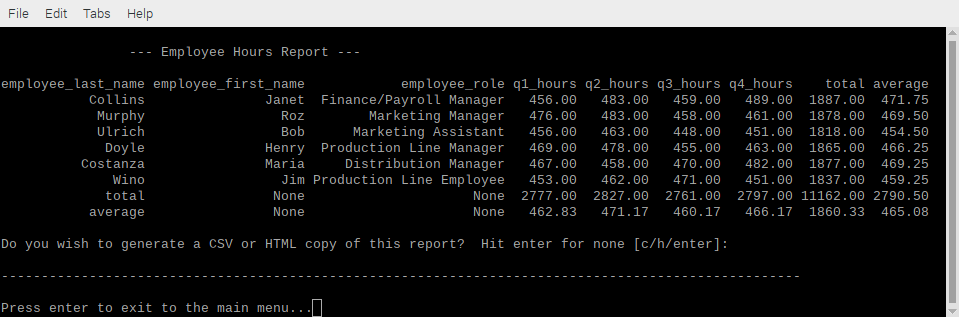 File Edit Tabs Help
--- Employee Hours Report ---
employee_last_name employee_first_name employee_role q1_hours q2_hours q3_hours q4_hours total average
Collins Janet Finance/Payroll Manager 456.00 483.00 459.00 489.00 1887.00 471.75
Murphy Roz Marketing Manager 476.00 483.00 458.00 461.00 1878.00 469.50
Ulrich Bob Marketing Assistant 456.00 463.00 448.00 451.00 1818.00 454.50
Doyle Henry Production Line Manager 469.00 478.00 455.00 463.00 1865.00 466.25
Costanza Maria Distribution Manager 467.00 458.00 470.00 482.00 1877.00 469.25
Wino Jim Production Line Employee 453.00 462.00 471.00 451.00 1837.00 459.25
total None None 2777.00 2827.00 2761.00 2797.00 11162.00 2790.50
average None None 462.83 471.17 460.17 466.17 1860.33 465.08
Do you wish to generate a CSV or HTML copy of this report?  Hit enter for none [c/h/enter]:
----------------------------------------------------------------------------------------------------
Press enter to exit to the main menu...